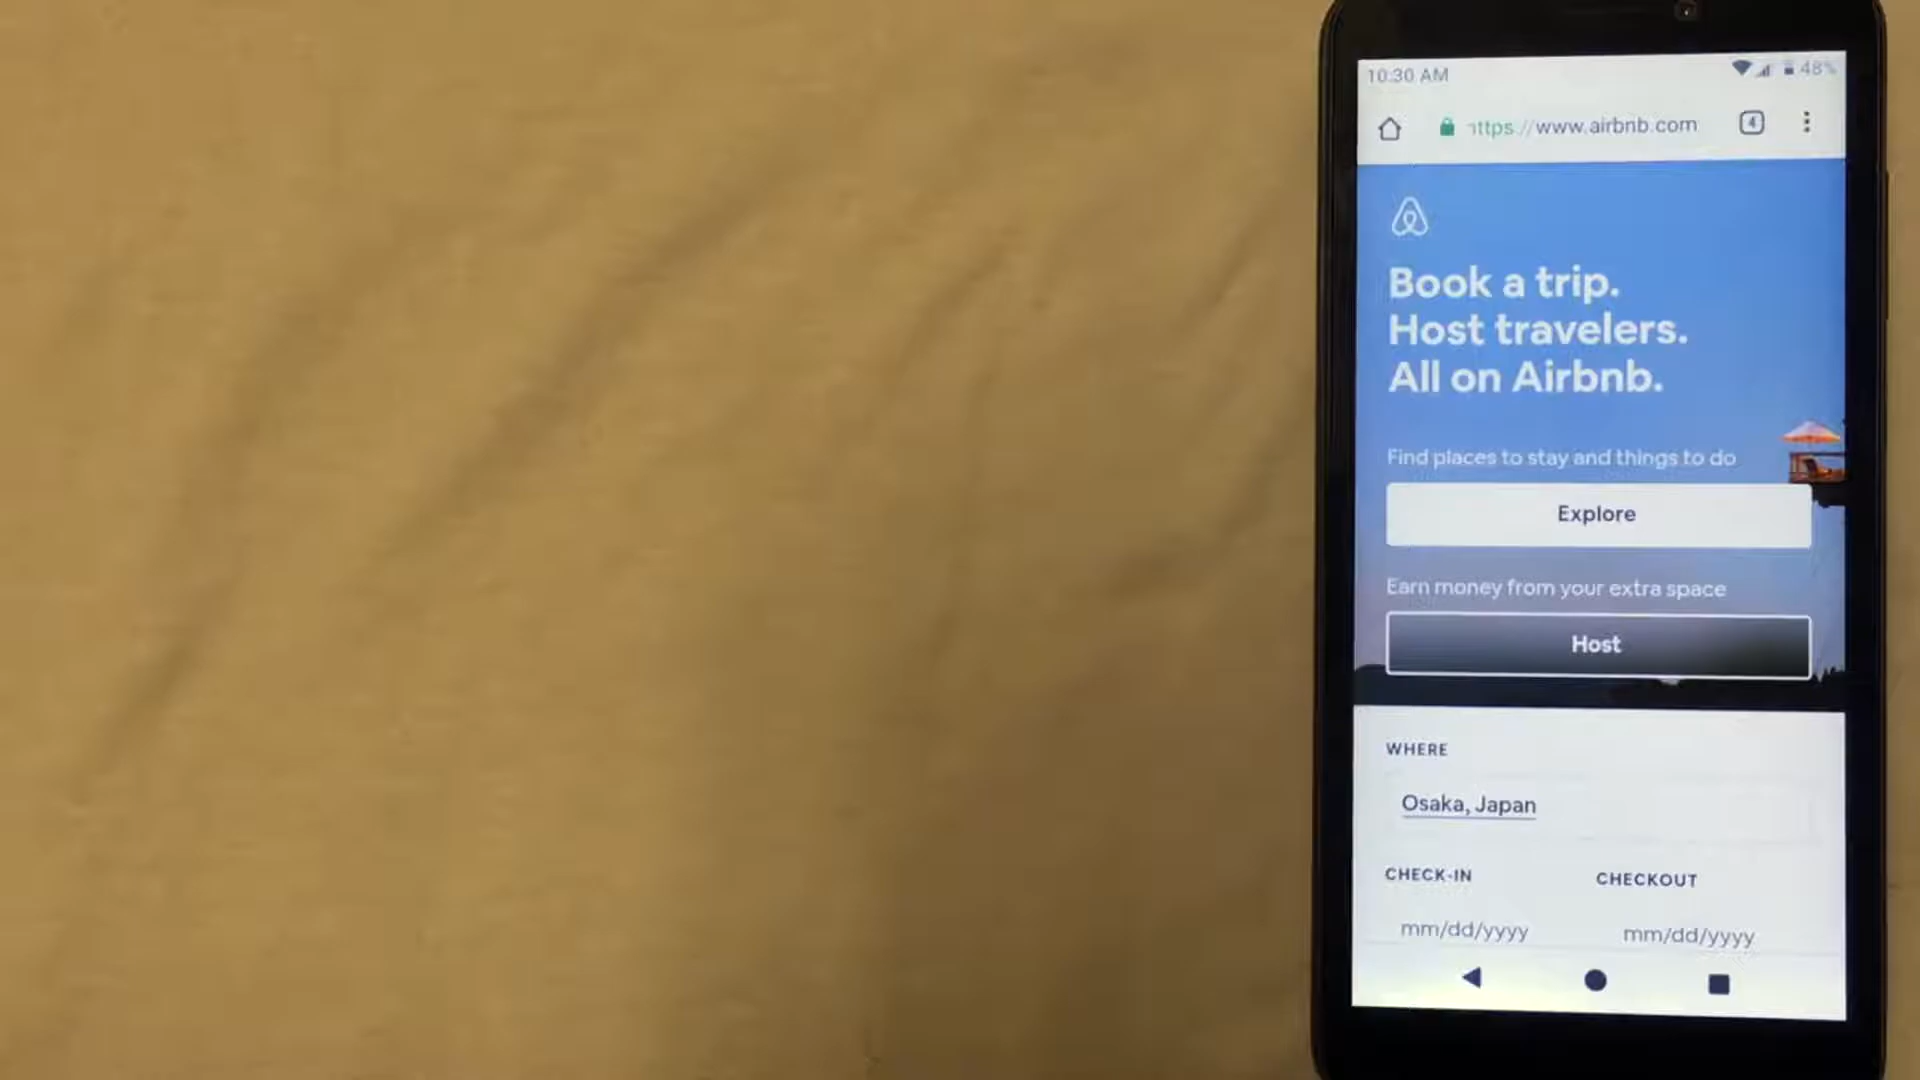 10:30 AM 48%
ttps://www.airbnb.com 4
Book a trip.
Host travelers.
All on Airbnb.
Find places to stay and things to do
Explore
Earn money from your extra space
Host
WHERE
Osaka, Japan
CHECK-IN CHECKOUT
mm/dd/yyyy mm/dd/yyyy